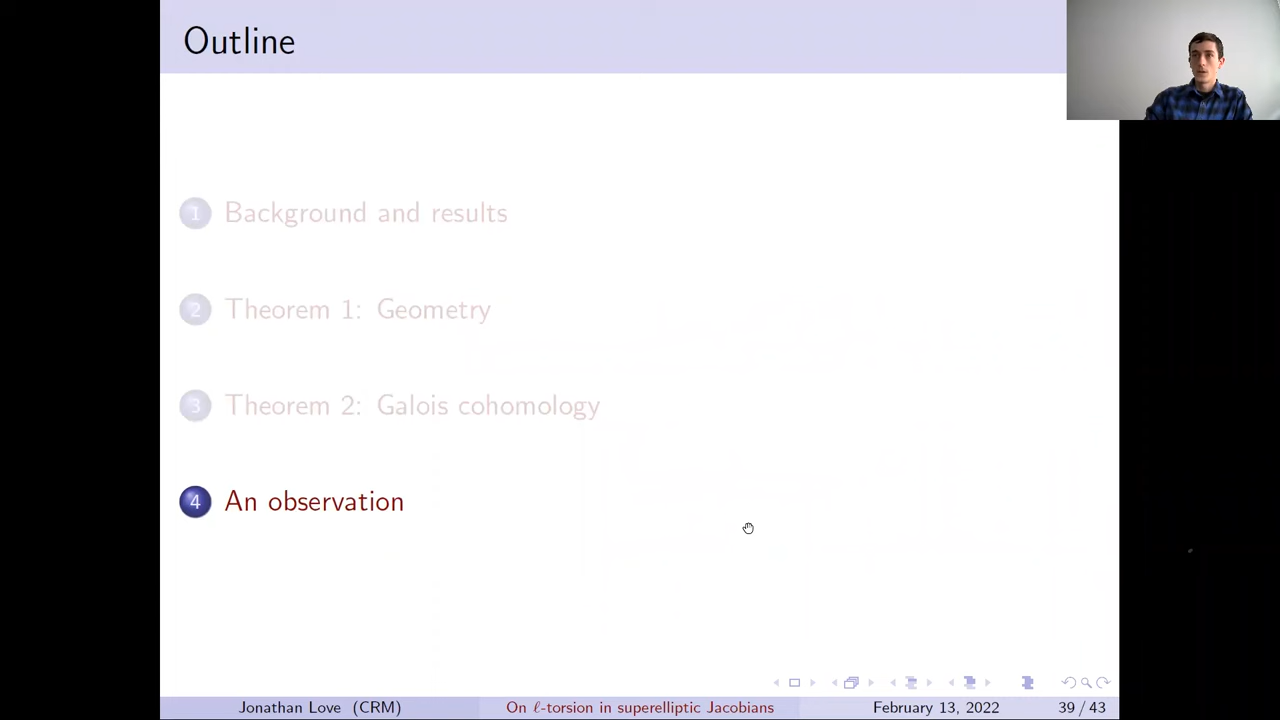 Outline
1 Background and results
2 Theorem 1: Geometry
3 Theorem 2: Galois cohomology
4 An observation
Jonathan Love (CRM) On ℓ-torsion in superelliptic Jacobians February 13, 2022 39 / 43